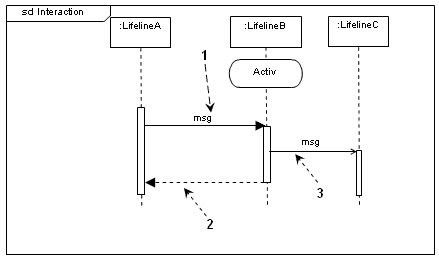 sd Interaction
:LifelineA
:LifelineB
:LifelineC
Activ
1
msg
msg
2
3